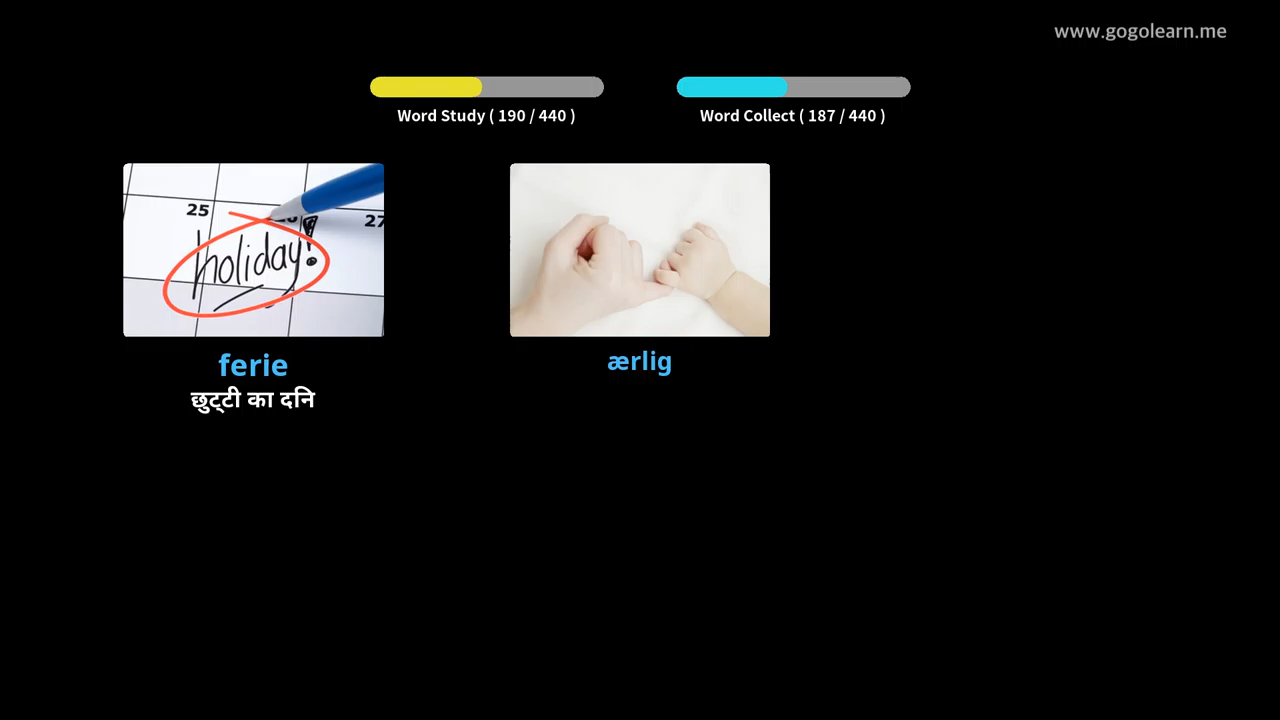 www.gogolearn.me
Word Study ( 190 / 440 )
Word Collect ( 187 / 440 )
25
27
holiday!
ferie
छुट्टी का दनि
ærlig